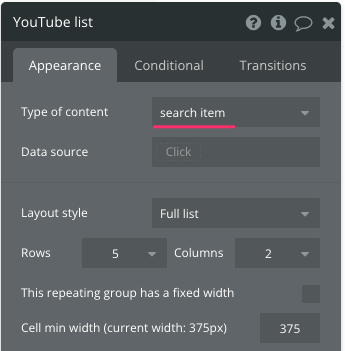 YouTube list
Appearance Conditional Transitions
Type of content search item
Data source Click
Layout style Full list
Rows 5 Columns 2
This repeating group has a fixed width
Cell min width (current width: 375px) 375